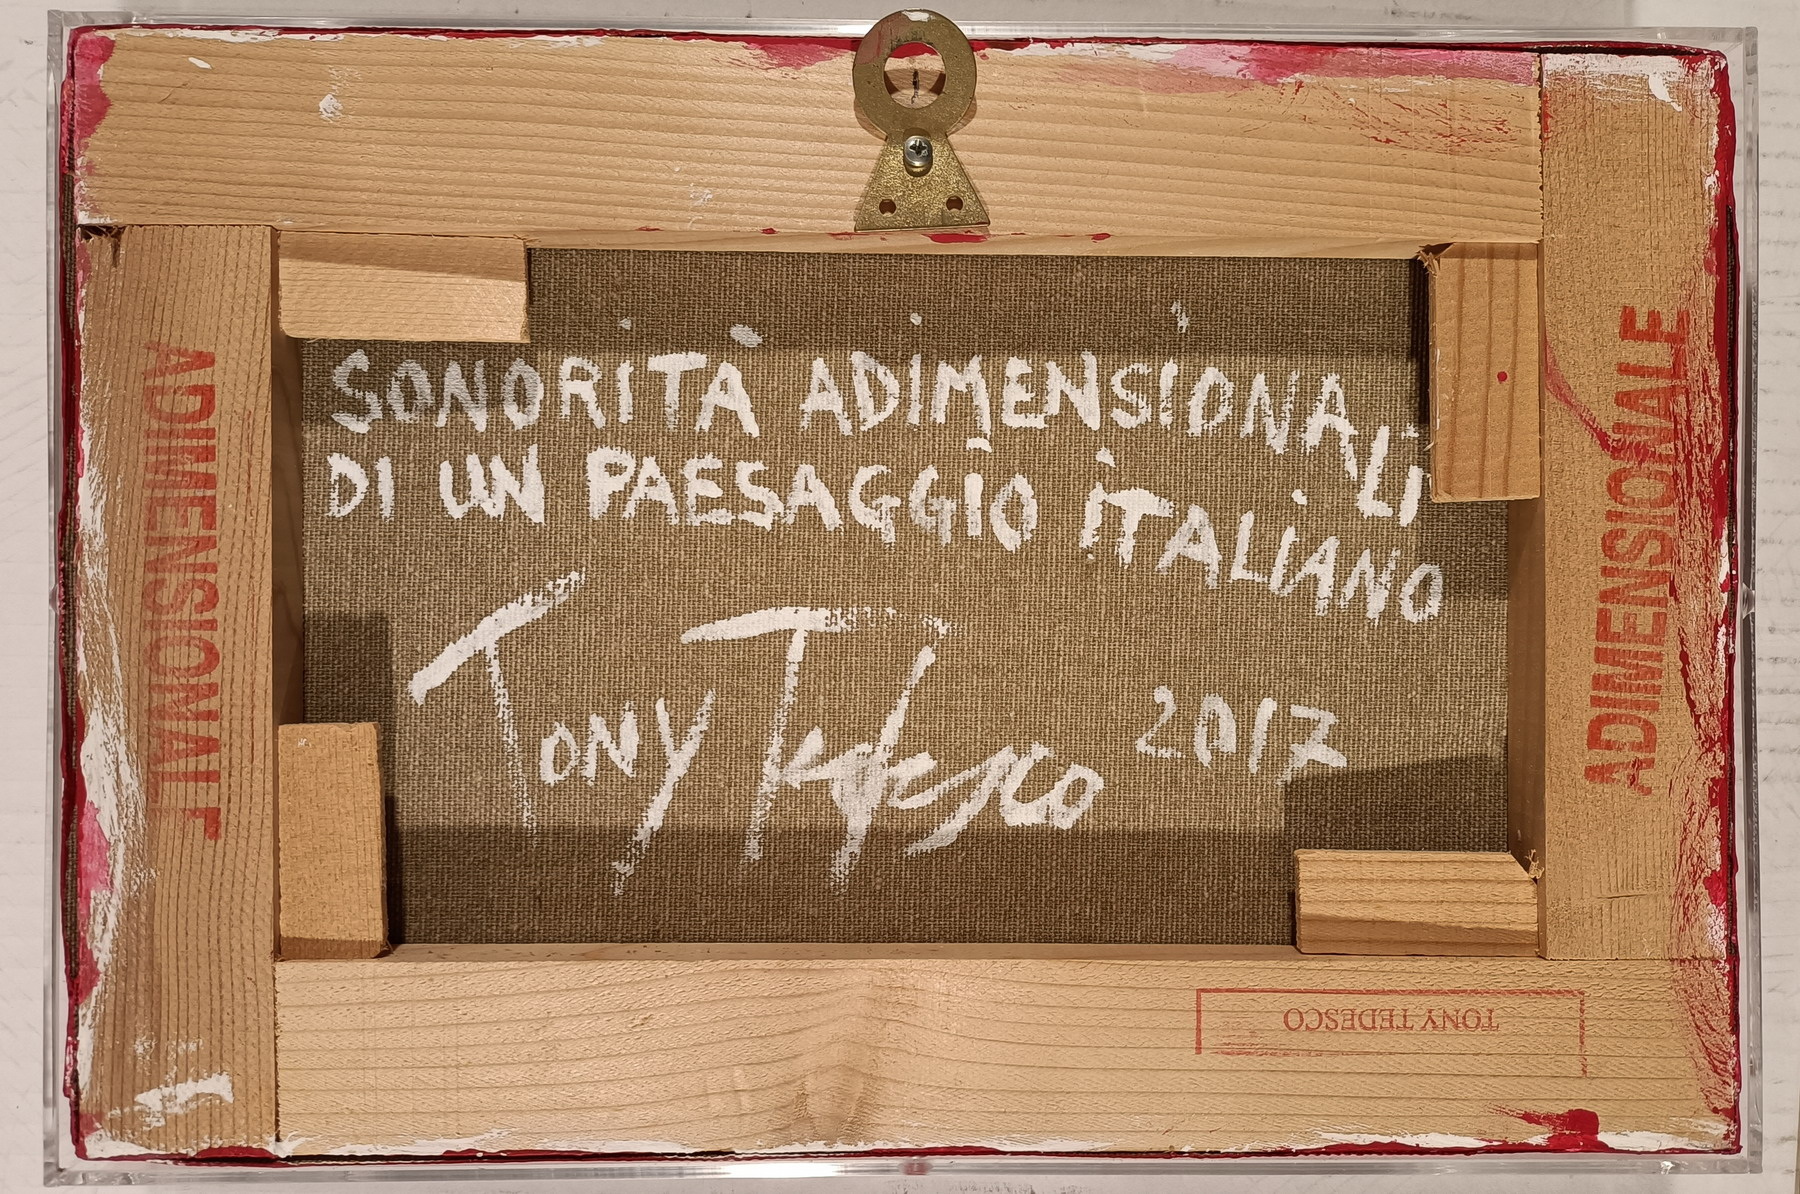 SONORITÀ ADIMENSIONALI
DI UN PAESAGGIO ITALIANO
Tony Tedesco 2017
ADIMENSIONALE
ADIMENSIONALE
TONY TEDESCO